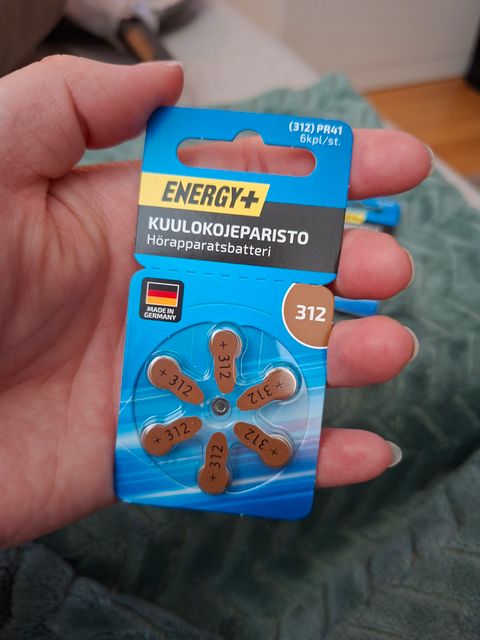 (312) PR41
6kpl/st.
ENERGY+
KUULOKOJEPARISTO
Hörapparatsbatteri
MADE IN
GERMANY
312
+ 312
+ 312
+ 312
+ 312
+ 312
+ 312